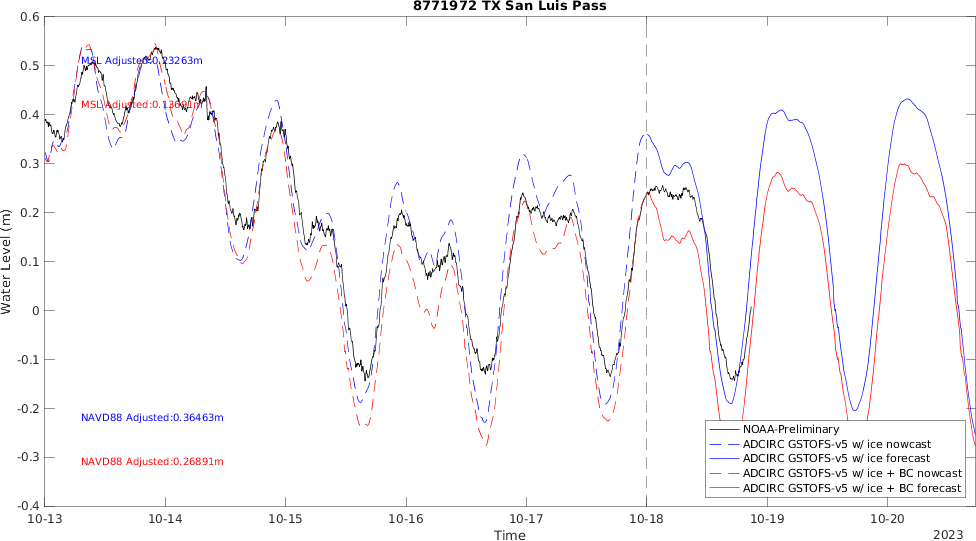 8771972 TX San Luis Pass
0.6
0.5
0.4
0.3
0.2
0.1
0
-0.1
-0.2
-0.3
-0.4
Water Level (m)
MSL Adjusted:0.23263m
MSL Adjusted:0.13691m
NAVD88 Adjusted:0.36463m
NAVD88 Adjusted:0.26891m
NOAA-Preliminary
ADCIRC GSTOFS-v5 w/ ice nowcast
ADCIRC GSTOFS-v5 w/ ice forecast
ADCIRC GSTOFS-v5 w/ ice + BC nowcast
ADCIRC GSTOFS-v5 w/ ice + BC forecast
10-13 10-14 10-15 10-16 10-17 10-18 10-19 10-20
Time
2023